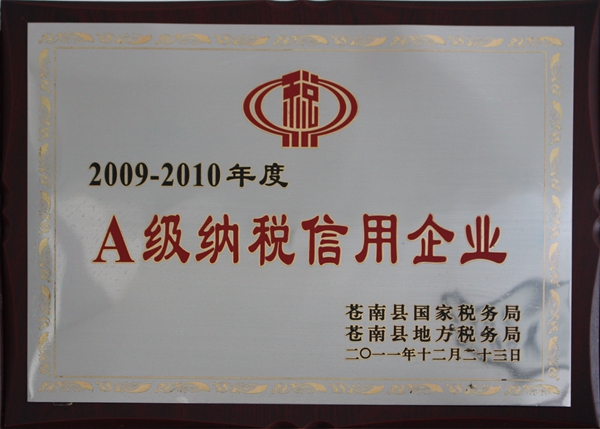 税
2009-2010年度
A级纳税信用企业
苍南县国家税务局
苍南县地方税务局
二〇一一年十二月二十三日